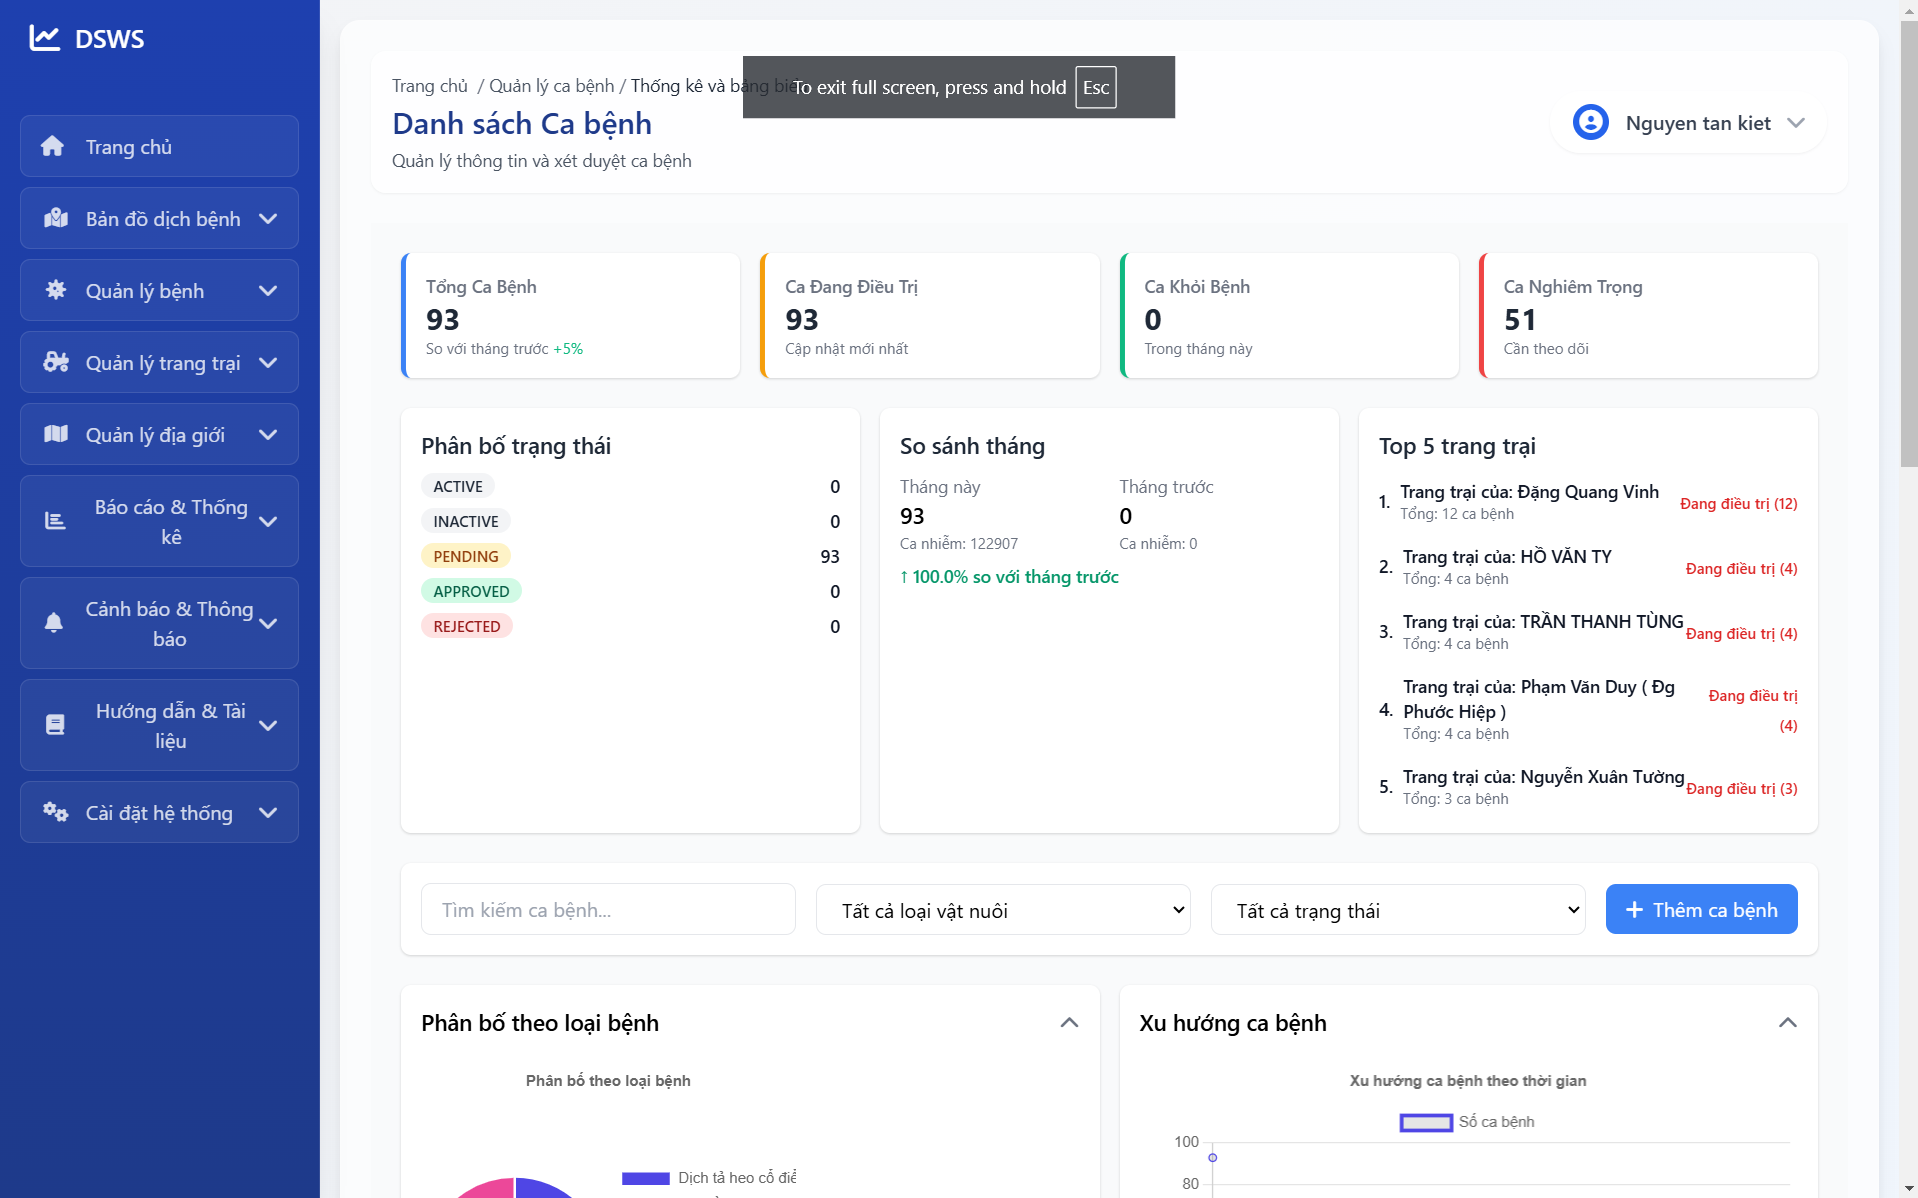 DSWS
Trang chủ
Bản đồ dịch bệnh
Quản lý bệnh
Quản lý trang trại
Quản lý địa giới
Báo cáo & Thống
kê
Cảnh báo & Thông
báo
Hướng dẫn & Tài
liệu
Cài đặt hệ thống
Trang chủ / Quản lý ca bệnh / Thống kê và bảng
To exit full screen, press and hold Esc
Danh sách Ca bệnh
Quản lý thông tin và xét duyệt ca bệnh
Nguyen tan kiet
Tổng Ca Bệnh
93
So với tháng trước +5%
Ca Đang Điều Trị
93
Cập nhật mới nhất
Ca Khỏi Bệnh
0
Trong tháng này
Ca Nghiêm Trọng
51
Cần theo dõi
Phân bố trạng thái
ACTIVE 0
INACTIVE 0
PENDING 93
APPROVED 0
REJECTED 0
So sánh tháng
Tháng này
93
Ca nhiễm: 122907
Tháng trước
0
Ca nhiễm: 0
↑ 100.0% so với tháng trước
Top 5 trang trại
1. Trang trại của: Đặng Quang Vinh
Tổng: 12 ca bệnh
Đang điều trị (12)
2. Trang trại của: HỒ VĂN TY
Tổng: 4 ca bệnh
Đang điều trị (4)
3. Trang trại của: TRẦN THANH TÙNG
Tổng: 4 ca bệnh
Đang điều trị (4)
4. Trang trại của: Phạm Văn Duy ( Đg
Phước Hiệp )
Tổng: 4 ca bệnh
Đang điều trị
(4)
5. Trang trại của: Nguyễn Xuân Tường
Tổng: 3 ca bệnh
Đang điều trị (3)
Tìm kiếm ca bệnh...
Tất cả loại vật nuôi
Tất cả trạng thái
+ Thêm ca bệnh
Phân bố theo loại bệnh
Phân bố theo loại bệnh
Dịch tả heo cổ
Xu hướng ca bệnh
Xu hướng ca bệnh theo thời gian
Số ca bệnh
100
80